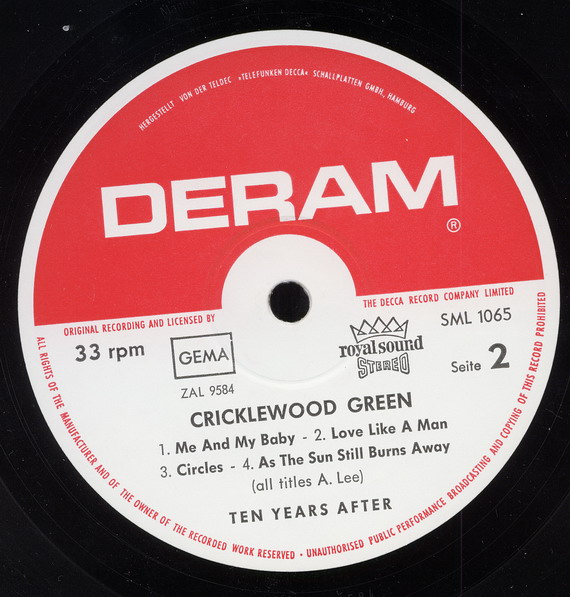 HERGESTELLT VON DER TELDEC »TELEFUNKEN DECCA« SCHALLPLATTEN GMBH, HAMBURG
DERAM
®
ORIGINAL RECORDING AND LICENSED BY
THE DECCA RECORD COMPANY LIMITED
33 rpm
GEMA
royal sound
STEREO
SML 1065
Seite 2
ZAL 9584
CRICKLEWOOD GREEN
1. Me And My Baby - 2. Love Like A Man
3. Circles - 4. As The Sun Still Burns Away
(all titles A. Lee)
TEN YEARS AFTER
ALL RIGHTS OF THE MANUFACTURER AND OF THE OWNER OF THE RECORDED WORK RESERVED · UNAUTHORISED PUBLIC PERFORMANCE BROADCASTING AND COPYING OF THIS RECORD PROHIBITED